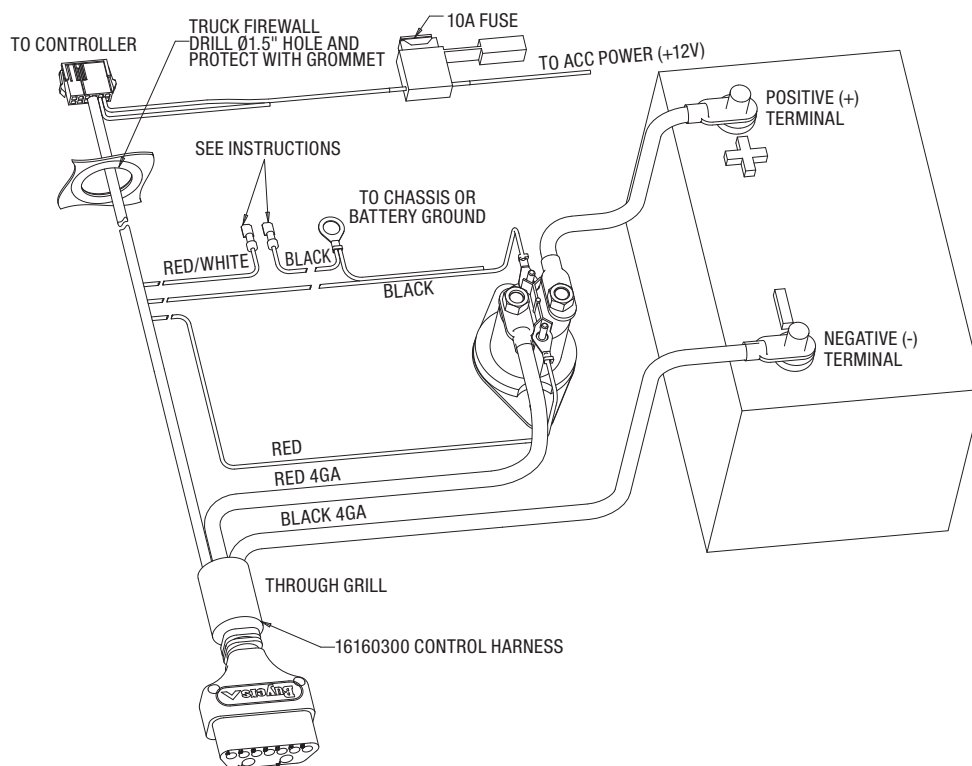 10A FUSE
TRUCK FIREWALL
DRILL Ø1.5" HOLE AND
PROTECT WITH GROMMET
TO CONTROLLER
TO ACC POWER (+12V)
POSITIVE (+)
TERMINAL
SEE INSTRUCTIONS
TO CHASSIS OR
BATTERY GROUND
RED/WHITE
BLACK
BLACK
NEGATIVE (-)
TERMINAL
RED
RED 4GA
BLACK 4GA
THROUGH GRILL
16160300 CONTROL HARNESS
Buyers